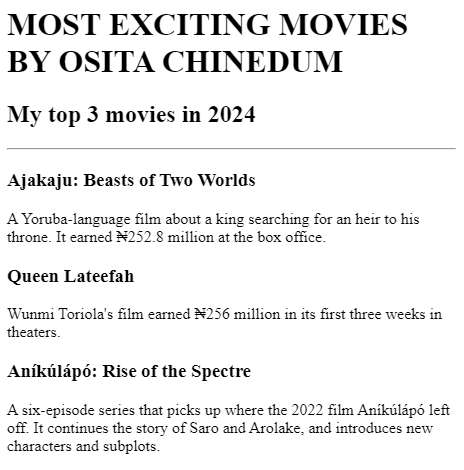 MOST EXCITING MOVIES
BY OSITA CHINEDUM
My top 3 movies in 2024
Ajakaju: Beasts of Two Worlds
A Yoruba-language film about a king searching for an heir to his
throne. It earned ₦252.8 million at the box office.
Queen Lateefah
Wunmi Toriola's film earned ₦256 million in its first three weeks in
theaters.
Aníkúlápó: Rise of the Spectre
A six-episode series that picks up where the 2022 film Aníkúlápó left
off. It continues the story of Saro and Arolake, and introduces new
characters and subplots.